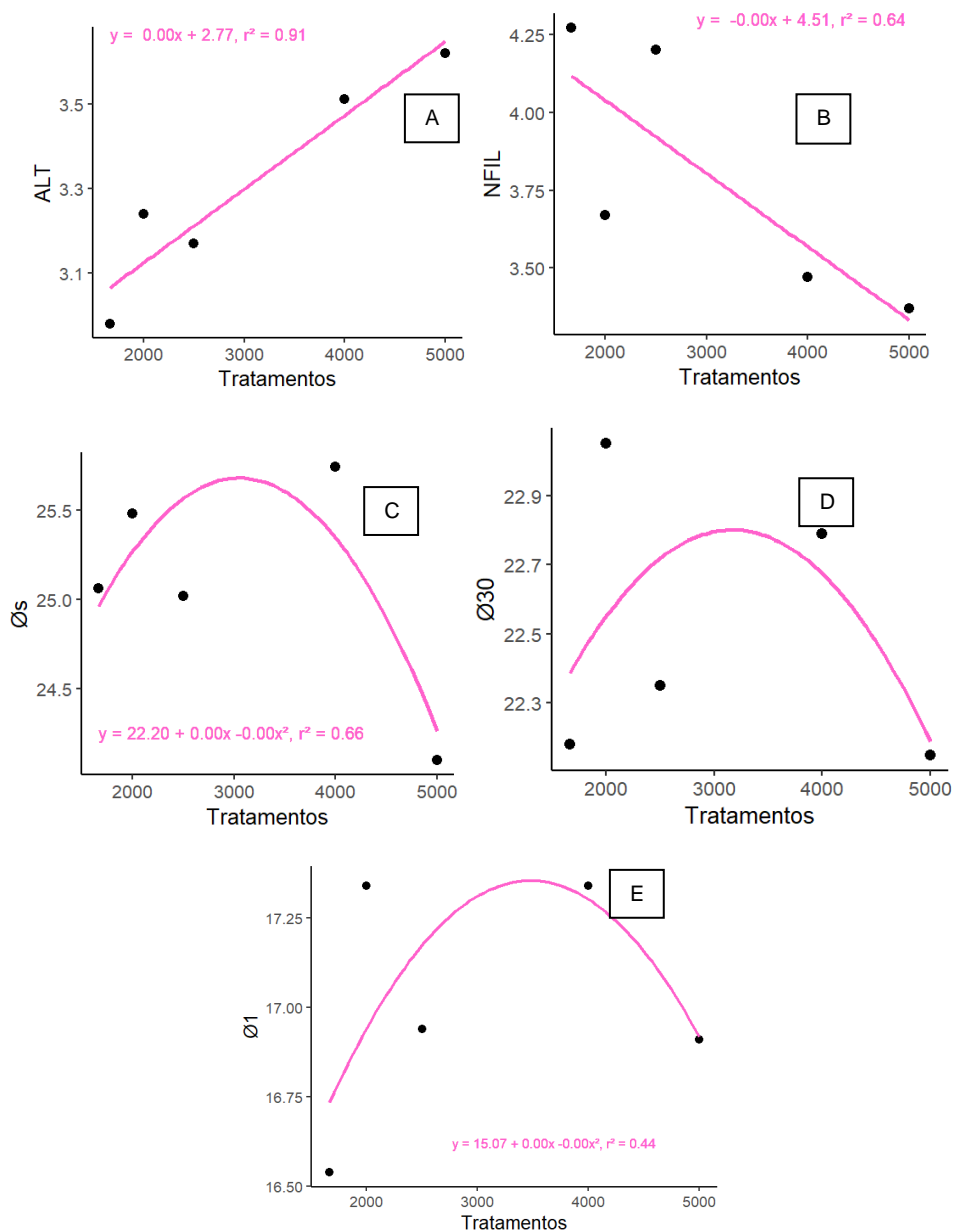 y = 0.00x + 2.77, r² = 0.91
A
3.5
3.3
3.1
ALT
2000 3000 4000 5000
Tratamentos
y = -0.00x + 4.51, r² = 0.64
B
4.25
4.00
3.75
3.50
NFIL
2000 3000 4000 5000
Tratamentos
C
25.5
25.0
24.5
Øs
y = 22.20 + 0.00x -0.00x², r² = 0.66
2000 3000 4000 5000
Tratamentos
D
22.9
22.7
22.5
22.3
Ø30
2000 3000 4000 5000
Tratamentos
E
17.25
17.00
16.75
16.50
Ø1
y = 15.07 + 0.00x -0.00x², r² = 0.44
2000 3000 4000 5000
Tratamentos